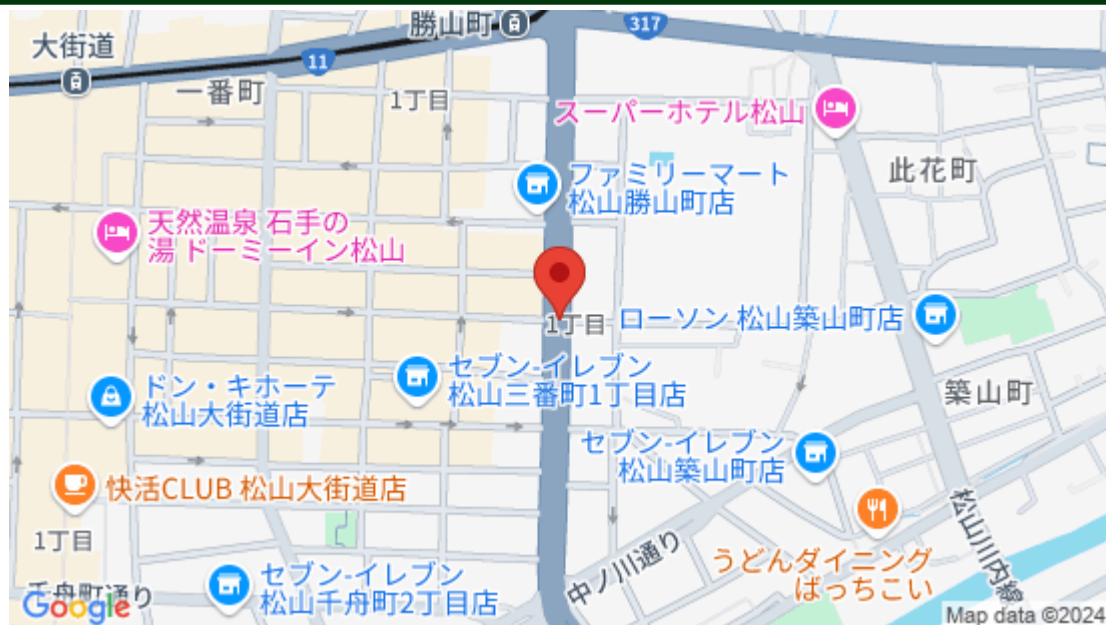 勝山町
317
大街道
11
一番町
1丁目
スーパーホテル松山
此花町
ファミリーマート
松山勝山町店
天然温泉 石手の
湯 ドーミーイン松山
1丁目
ローソン 松山築山町店
セブン-イレブン
松山三番町1丁目店
ドン・キホーテ
松山大街道店
築山町
セブン-イレブン
松山築山町店
快活CLUB 松山大街道店
松山川内線
1丁目
中ノ川通り
うどんダイニング
ばっちこい
千舟町通り
セブン-イレブン
松山千舟町2丁目店
Google
Map data ©2024